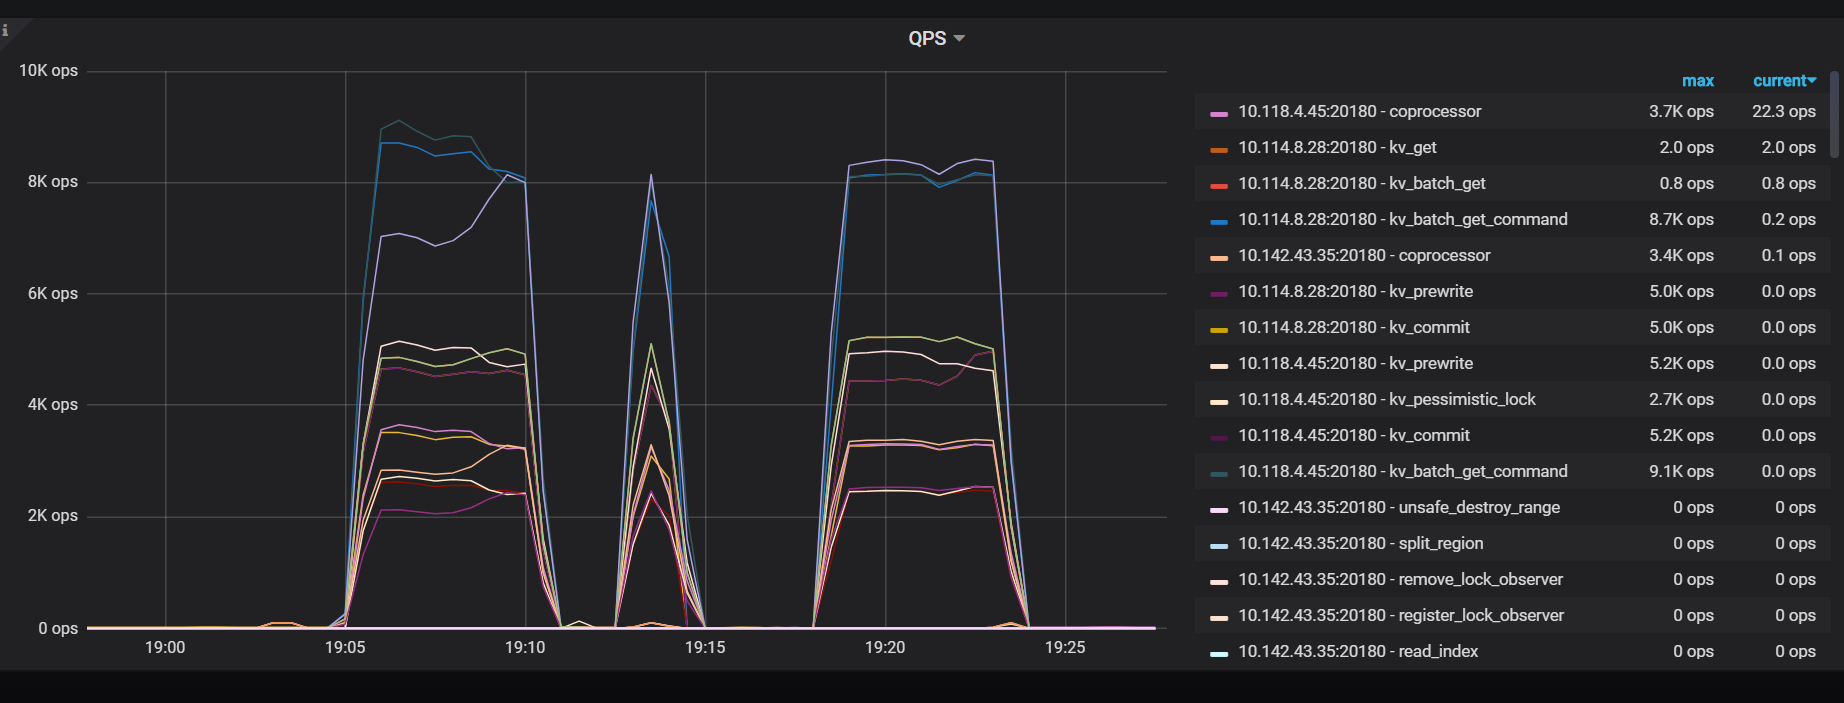 i
QPS
10K ops
8K ops
6K ops
4K ops
2K ops
0 ops
19:00 19:05 19:10 19:15 19:20 19:25
max current
10.118.4.45:20180 - coprocessor 3.7K ops 22.3 ops
10.114.8.28:20180 - kv_get 2.0 ops 2.0 ops
10.114.8.28:20180 - kv_batch_get 0.8 ops 0.8 ops
10.114.8.28:20180 - kv_batch_get_command 8.7K ops 0.2 ops
10.142.43.35:20180 - coprocessor 3.4K ops 0.1 ops
10.114.8.28:20180 - kv_prewrite 5.0K ops 0.0 ops
10.114.8.28:20180 - kv_commit 5.0K ops 0.0 ops
10.118.4.45:20180 - kv_prewrite 5.2K ops 0.0 ops
10.118.4.45:20180 - kv_pessimistic_lock 2.7K ops 0.0 ops
10.118.4.45:20180 - kv_commit 5.2K ops 0.0 ops
10.118.4.45:20180 - kv_batch_get_command 9.1K ops 0.0 ops
10.142.43.35:20180 - unsafe_destroy_range 0 ops 0 ops
10.142.43.35:20180 - split_region 0 ops 0 ops
10.142.43.35:20180 - remove_lock_observer 0 ops 0 ops
10.142.43.35:20180 - register_lock_observer 0 ops 0 ops
10.142.43.35:20180 - read_index 0 ops 0 ops